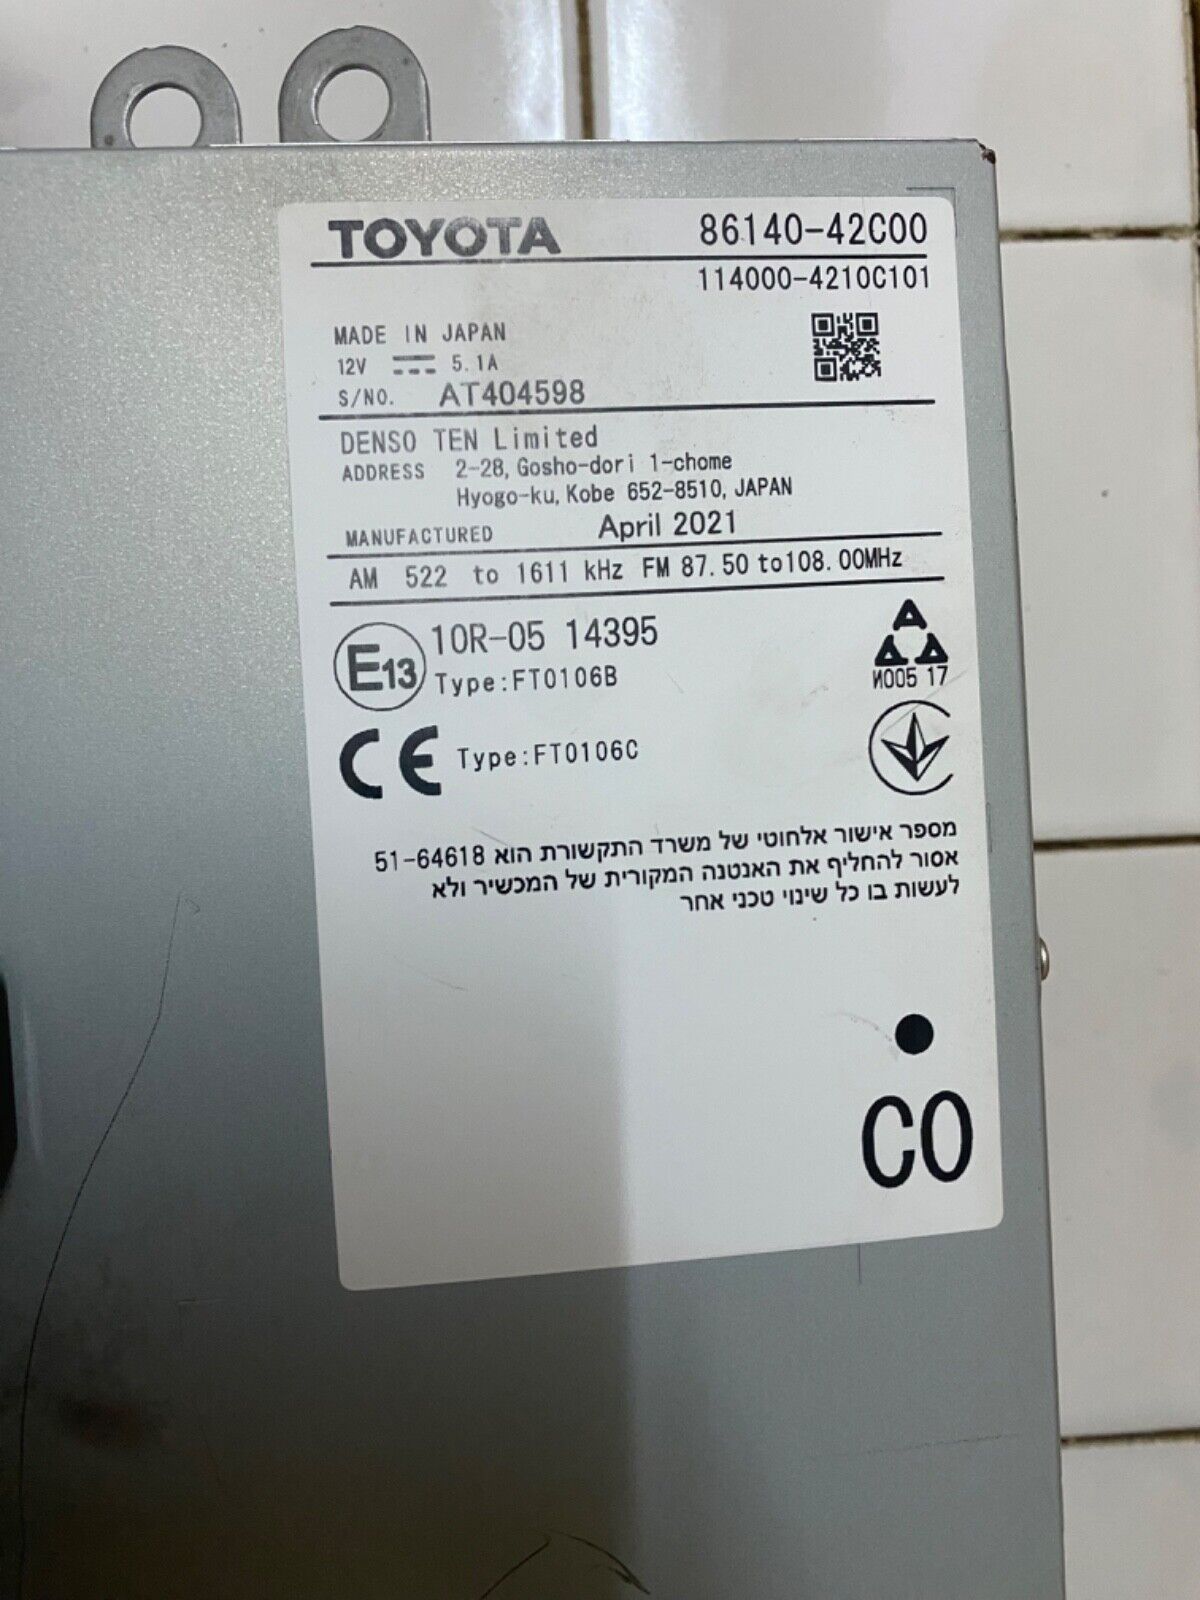 TOYOTA 86140-42C00
114000-4210C101
MADE IN JAPAN
12V 5.1A
S/NO. AT404598
DENSO TEN Limited
ADDRESS 2-28, Gosho-dori 1-chome
Hyogo-ku, Kobe 652-8510, JAPAN
MANUFACTURED April 2021
AM 522 to 1611 kHz FM 87.50 to 108.00MHz
E13 10R-05 14395
Type:FT0106B
И005 17
CE Type:FT0106C
מספר אישור אלחוטי של משרד התקשורת הוא 51-64618
אסור להחליף את האנטנה המקורית של המכשיר ולא
לעשות בו כל שינוי טכני אחר
C0